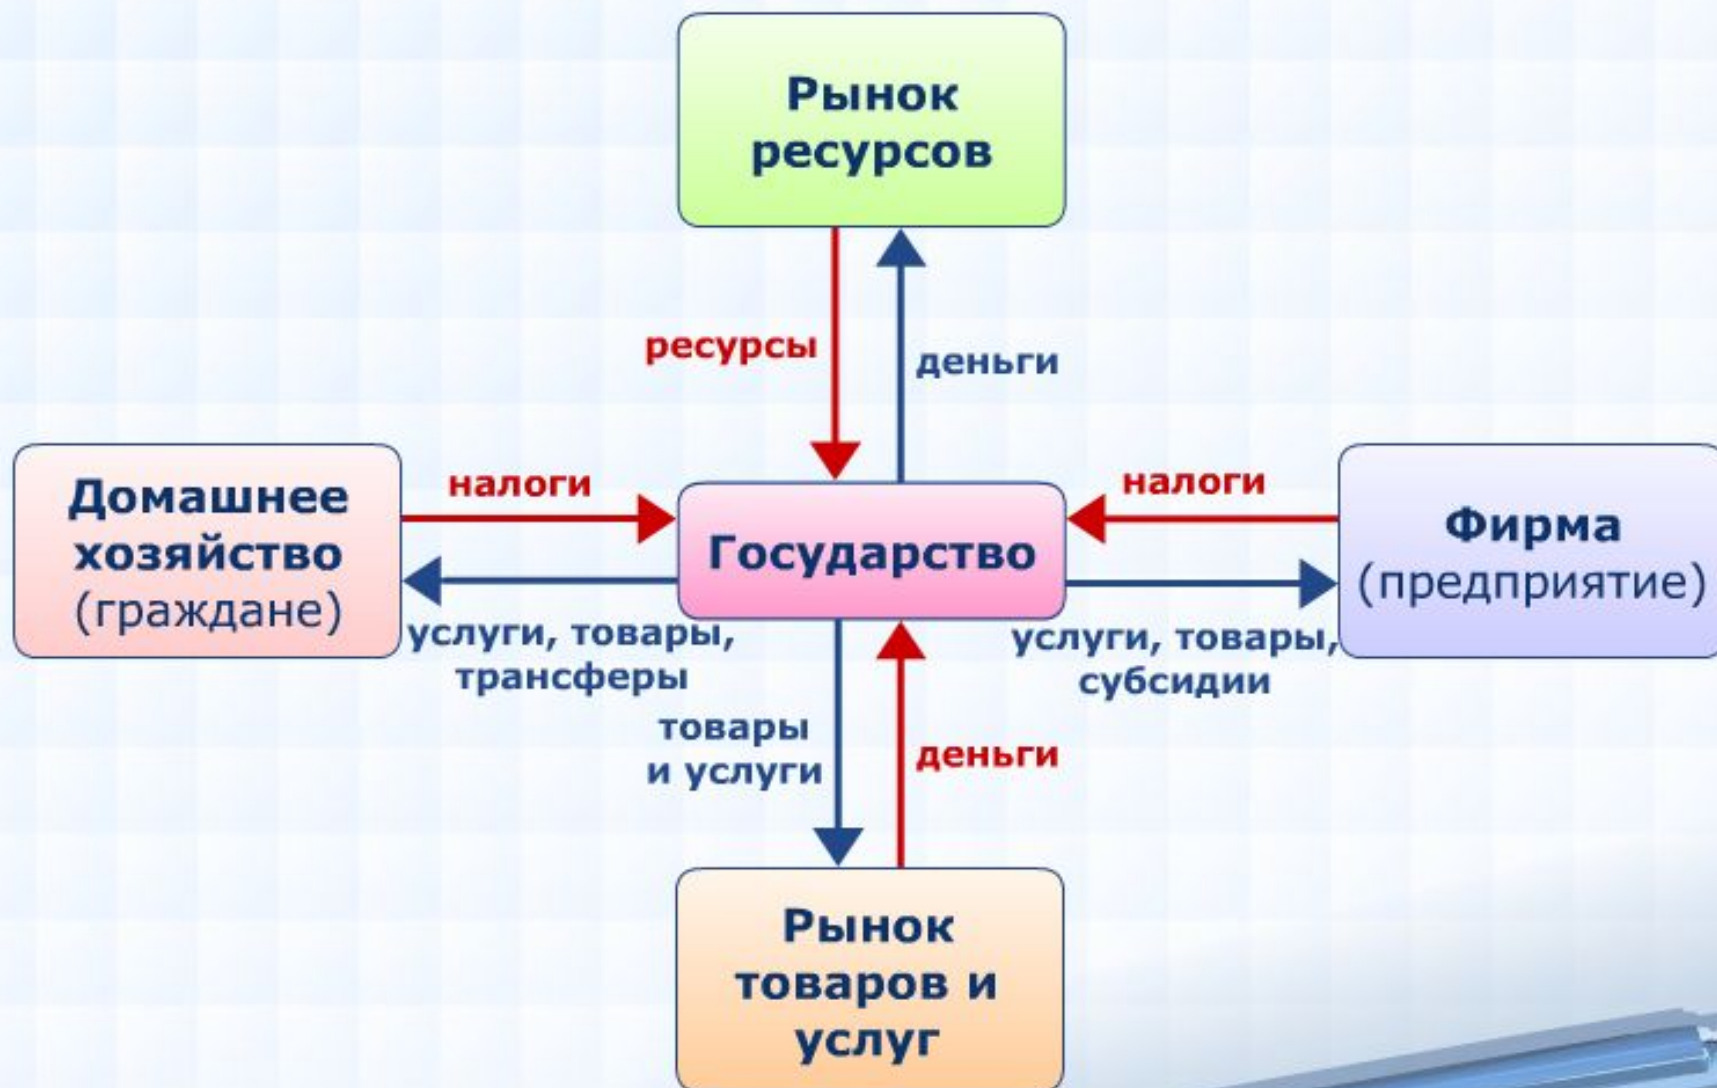 Рынок
ресурсов
ресурсы
деньги
Домашнее
хозяйство
(граждане)
налоги
Государство
налоги
Фирма
(предприятие)
услуги, товары,
трансферы
услуги, товары,
субсидии
товары
и услуги
деньги
Рынок
товаров и
услуг